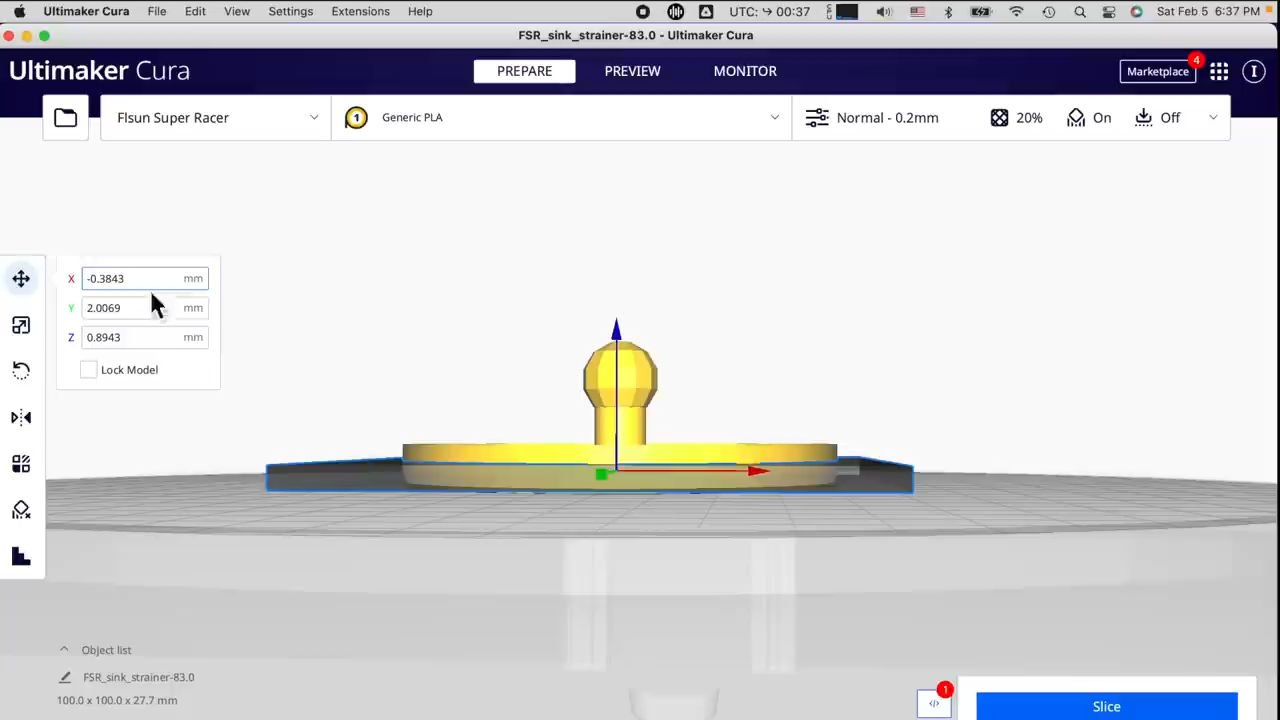 Ultimaker Cura File Edit View Settings Extensions Help UTC: ↪ 00:37 Sat Feb 5 6:37 PM
FSR_sink_strainer-83.0 - Ultimaker Cura
Ultimaker Cura PREPARE PREVIEW MONITOR Marketplace 4 I
Flsun Super Racer 1 Generic PLA Normal - 0.2mm 20% On Off
X -0.3843 mm
Y 2.0069 mm
Z 0.8943 mm
Lock Model
Object list
FSR_sink_strainer-83.0
100.0 x 100.0 x 27.7 mm
</> 1 Slice